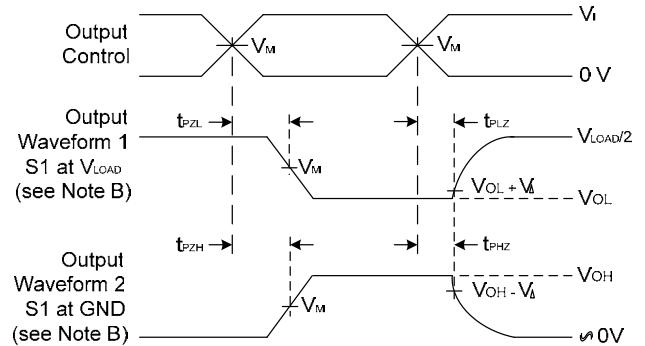 Output
Control
VM
VM
VI
0 V
Output
Waveform 1
S1 at VLOAD
(see Note B)
tPZL
tPLZ
VM
VLOAD/2
VOL + VΔ
VOL
Output
Waveform 2
S1 at GND
(see Note B)
tPZH
tPHZ
VM
VOH
VOH - VΔ
∽ 0V